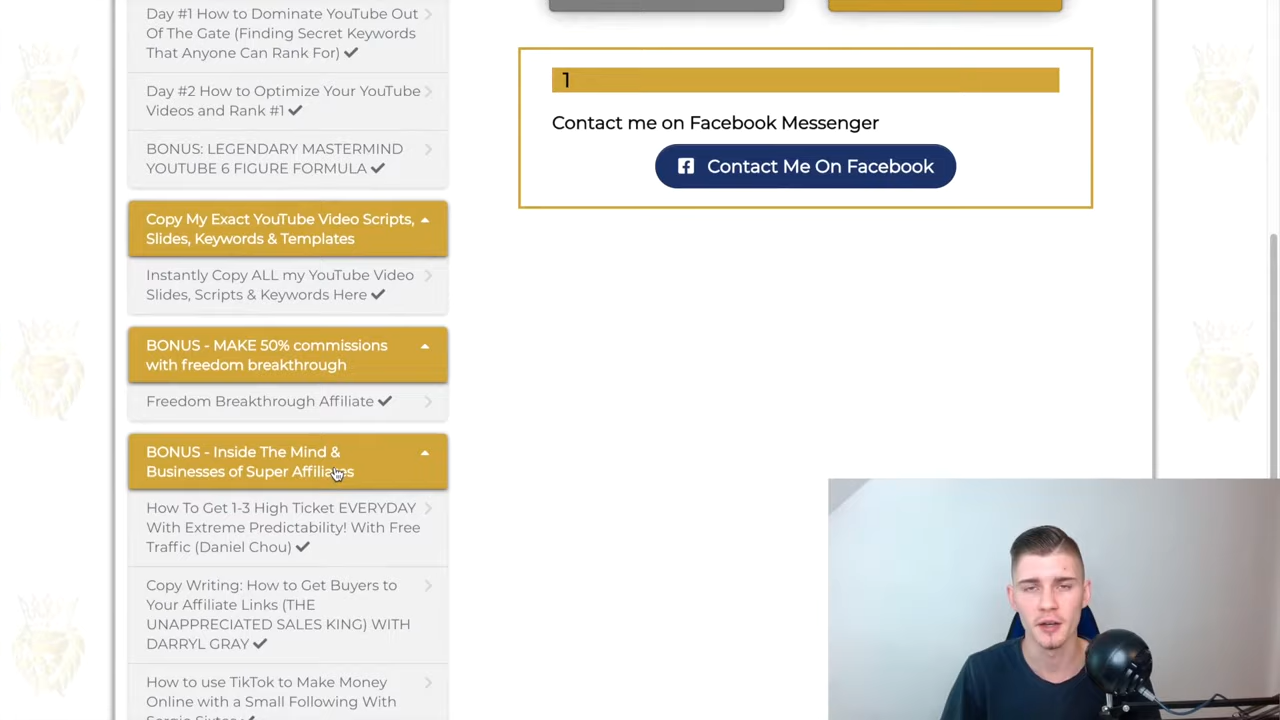 Day #1 How to Dominate YouTube Out
Of The Gate (Finding Secret Keywords
That Anyone Can Rank For)
Day #2 How to Optimize Your YouTube
Videos and Rank #1
BONUS: LEGENDARY MASTERMIND
YOUTUBE 6 FIGURE FORMULA
Copy My Exact YouTube Video Scripts,
Slides, Keywords & Templates
Instantly Copy ALL my YouTube Video
Slides, Scripts & Keywords Here
BONUS - MAKE 50% commissions
with freedom breakthrough
Freedom Breakthrough Affiliate
BONUS - Inside The Mind &
Businesses of Super Affiliates
How To Get 1-3 High Ticket EVERYDAY
With Extreme Predictability! With Free
Traffic (Daniel Chou)
Copy Writing: How to Get Buyers to
Your Affiliate Links (THE
UNAPPRECIATED SALES KING) WITH
DARRYL GRAY
How to use TikTok to Make Money
Online with a Small Following With
1
Contact me on Facebook Messenger
Contact Me On Facebook